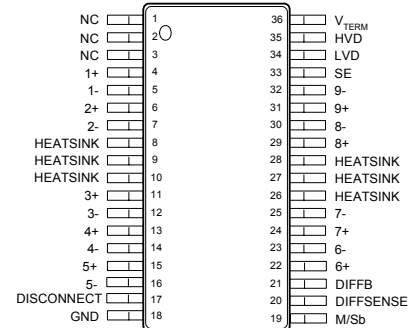 NC 1 36 VTERM
NC 2 35 HVD
NC 3 34 LVD
1+ 4 33 SE
1- 5 32 9-
2+ 6 31 9+
2- 7 30 8-
HEATSINK 8 29 8+
HEATSINK 9 28 HEATSINK
HEATSINK 10 27 HEATSINK
3+ 11 26 HEATSINK
3- 12 25 7-
4+ 13 24 7+
4- 14 23 6-
5+ 15 22 6+
5- 16 21 DIFFB
DISCONNECT 17 20 DIFFSENSE
GND 18 19 M/Sb